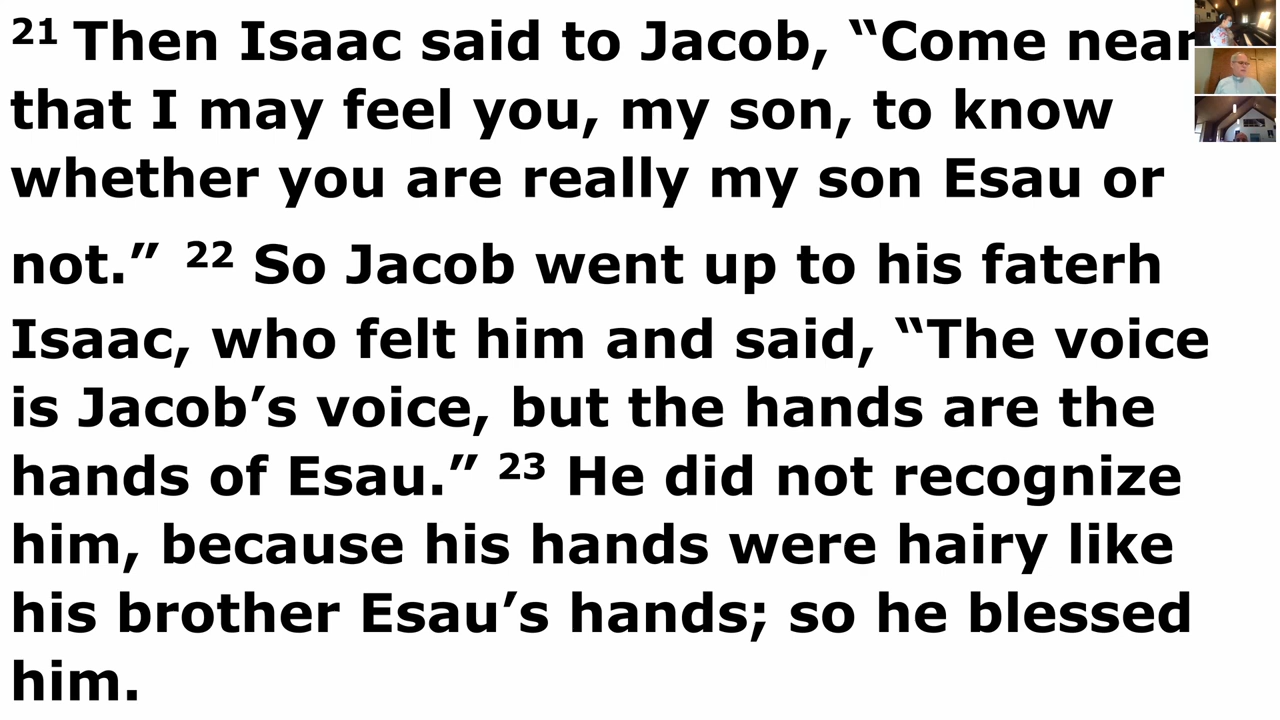 21 Then Isaac said to Jacob, “Come near
that I may feel you, my son, to know
whether you are really my son Esau or
not.” 22 So Jacob went up to his faterh
Isaac, who felt him and said, “The voice
is Jacob’s voice, but the hands are the
hands of Esau.” 23 He did not recognize
him, because his hands were hairy like
his brother Esau’s hands; so he blessed
him.